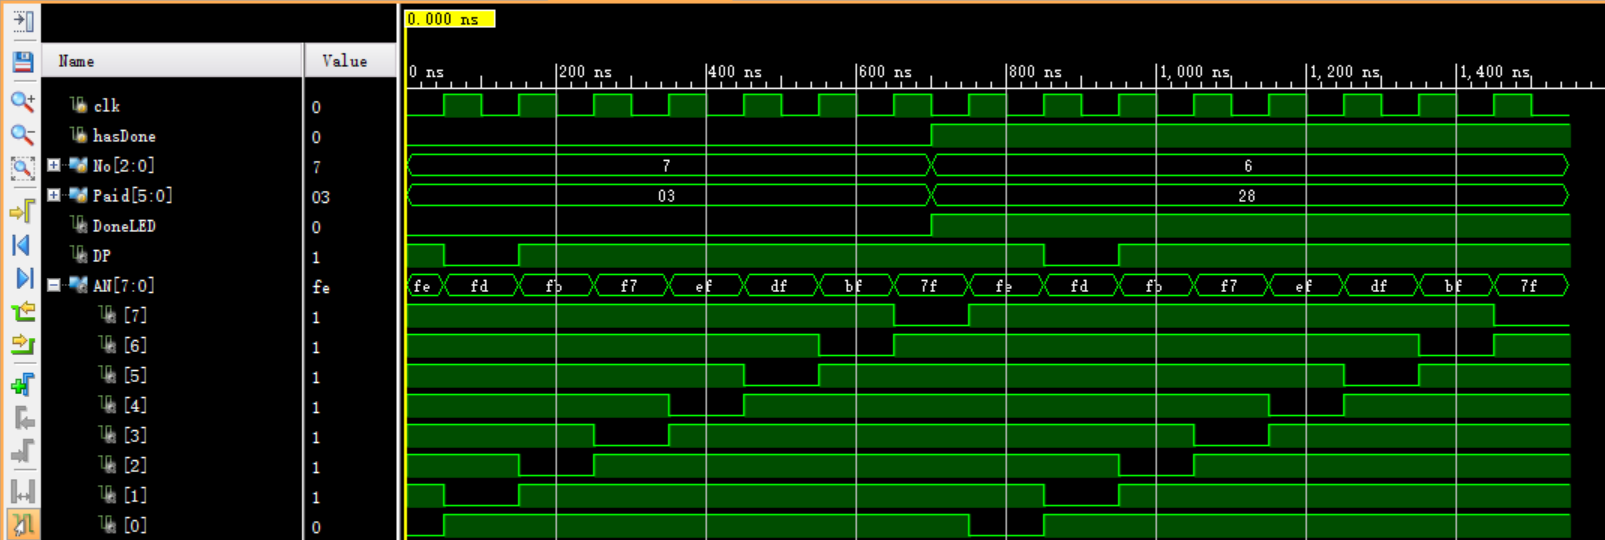 0.000 ns
Name Value
0 ns 200 ns 400 ns 600 ns 800 ns 1,000 ns 1,200 ns 1,400 ns
clk 0
hasDone 0
No[2:0] 7 7 6
Paid[5:0] 03 03 28
DoneLED 0
DP 1
AN[7:0] fe fe fd fb f7 ef df bf 7f fe fd fb f7 ef df bf 7f
[7] 1
[6] 1
[5] 1
[4] 1
[3] 1
[2] 1
[1] 1
[0] 0